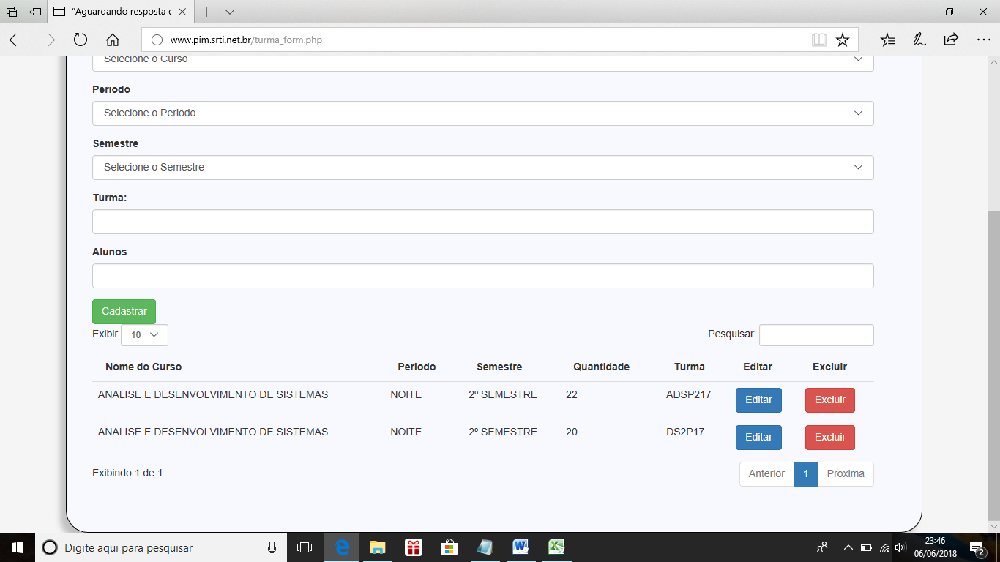 “Aguardando resposta d
www.pim.srti.net.br/turma_form.php
Selecione o Curso
Periodo
Selecione o Periodo
Semestre
Selecione o Semestre
Turma:
Alunos
Cadastrar
Exibir 10 Pesquisar:
Nome do Curso Periodo Semestre Quantidade Turma Editar Excluir
ANALISE E DESENVOLVIMENTO DE SISTEMAS NOITE 2º SEMESTRE 22 ADSP217 Editar Excluir
ANALISE E DESENVOLVIMENTO DE SISTEMAS NOITE 2º SEMESTRE 20 DS2P17 Editar Excluir
Exibindo 1 de 1 Anterior 1 Proxima
Digite aqui para pesquisar
23:46
06/06/2018
2